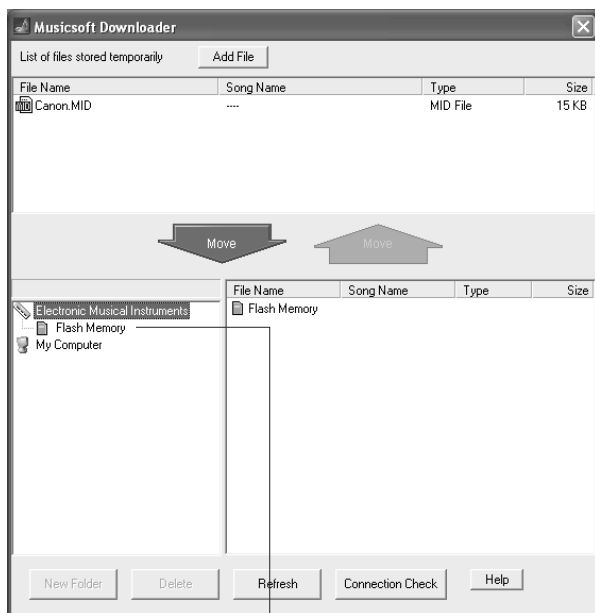 Musicsoft Downloader
List of files stored temporarily Add File
File Name Song Name Type Size
Canon.MID ---- MID File 15 KB
Move Move
File Name Song Name Type Size
Electronic Musical Instruments Flash Memory
Flash Memory
My Computer
New Folder Delete Refresh Connection Check Help